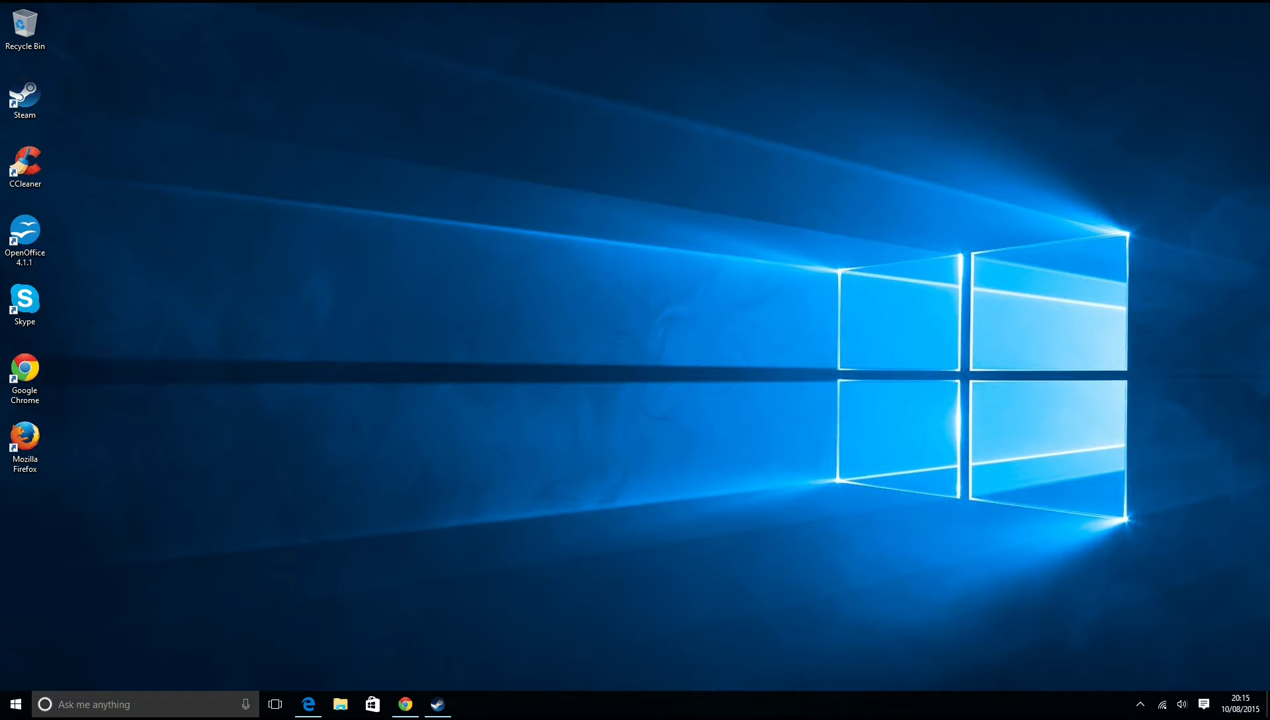 Recycle Bin
Steam
CCleaner
OpenOffice
4.1.1
Skype
Google
Chrome
Mozilla
Firefox
Ask me anything
20:15
10/08/2015